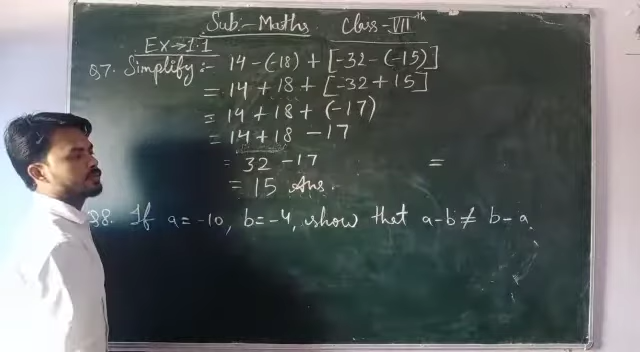 Sub:- Maths Class - VIIth
Ex→1.1
Q7. Simplify:- 14 - (-18) + [-32 - (-15)]
= 14 + 18 + [-32 + 15]
= 14 + 18 + (-17)
= 14 + 18 - 17
= 32 - 17 =
= 15 Ans.
Q8. If a = -10, b = -4, show that a-b ≠ b-a.